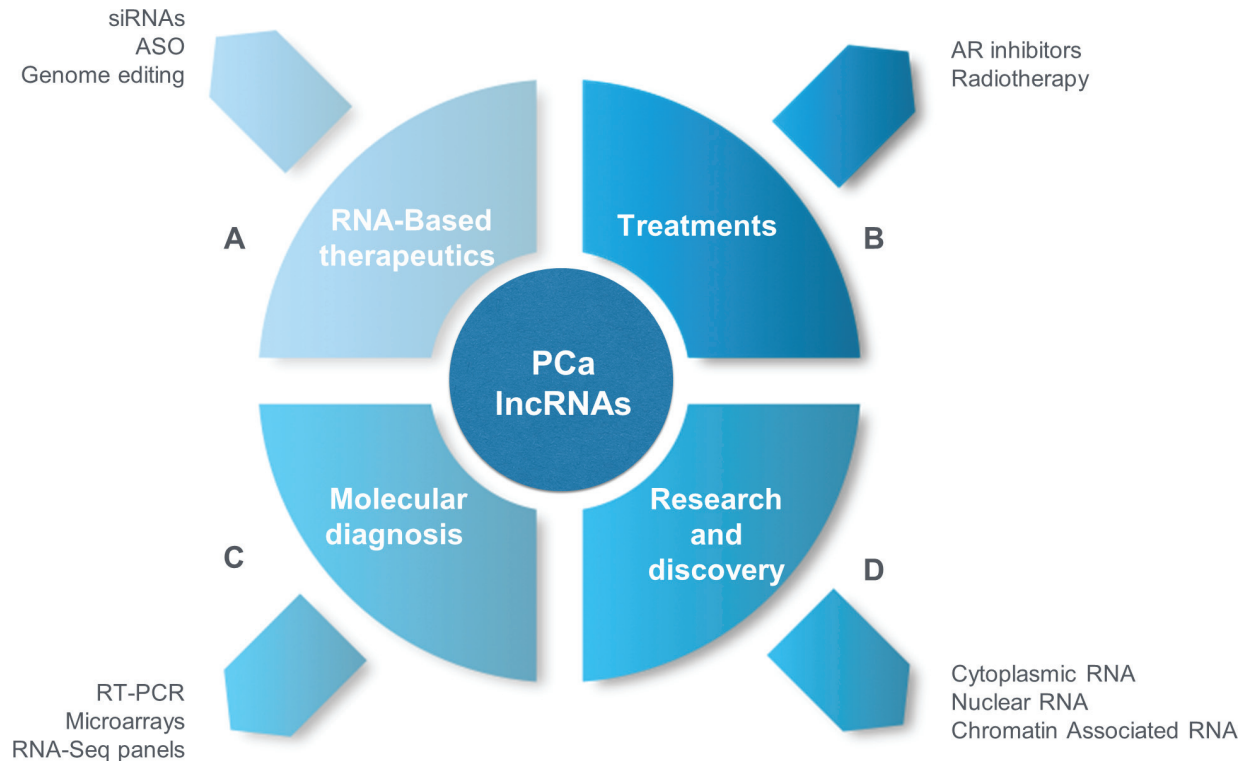 siRNAs
ASO
Genome editing
AR inhibitors
Radiotherapy
A
RNA-Based
therapeutics
Treatments
B
PCa
lncRNAs
C
Molecular
diagnosis
Research
and
discovery
D
RT-PCR
Microarrays
RNA-Seq panels
Cytoplasmic RNA
Nuclear RNA
Chromatin Associated RNA